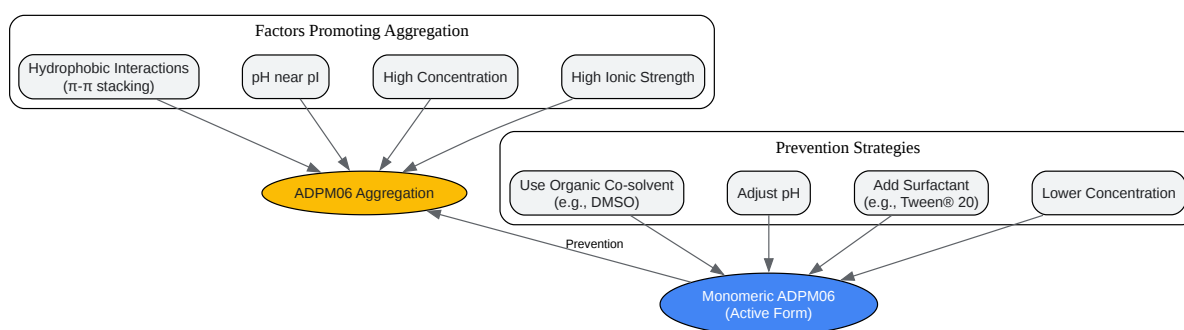 Factors Promoting Aggregation
Hydrophobic Interactions
(π-π stacking)
pH near pI
High Concentration
High Ionic Strength
Prevention Strategies
ADPM06 Aggregation
Use Organic Co-solvent
(e.g., DMSO)
Adjust pH
Add Surfactant
(e.g., Tween® 20)
Lower Concentration
Prevention
Monomeric ADPM06
(Active Form)